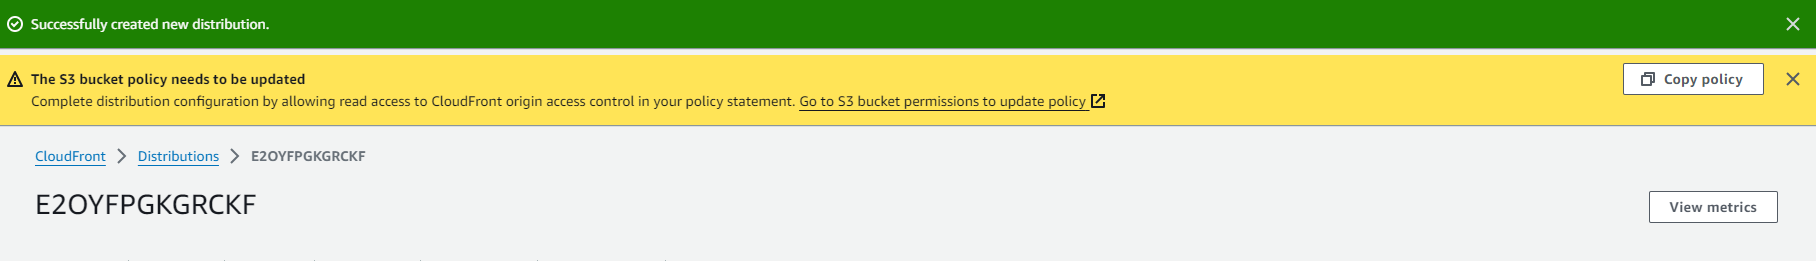 Successfully created new distribution.
The S3 bucket policy needs to be updated
Copy policy
Complete distribution configuration by allowing read access to CloudFront origin access control in your policy statement. Go to S3 bucket permissions to update policy
CloudFront > Distributions > E2OYFPGKGRCKF
E2OYFPGKGRCKF
View metrics